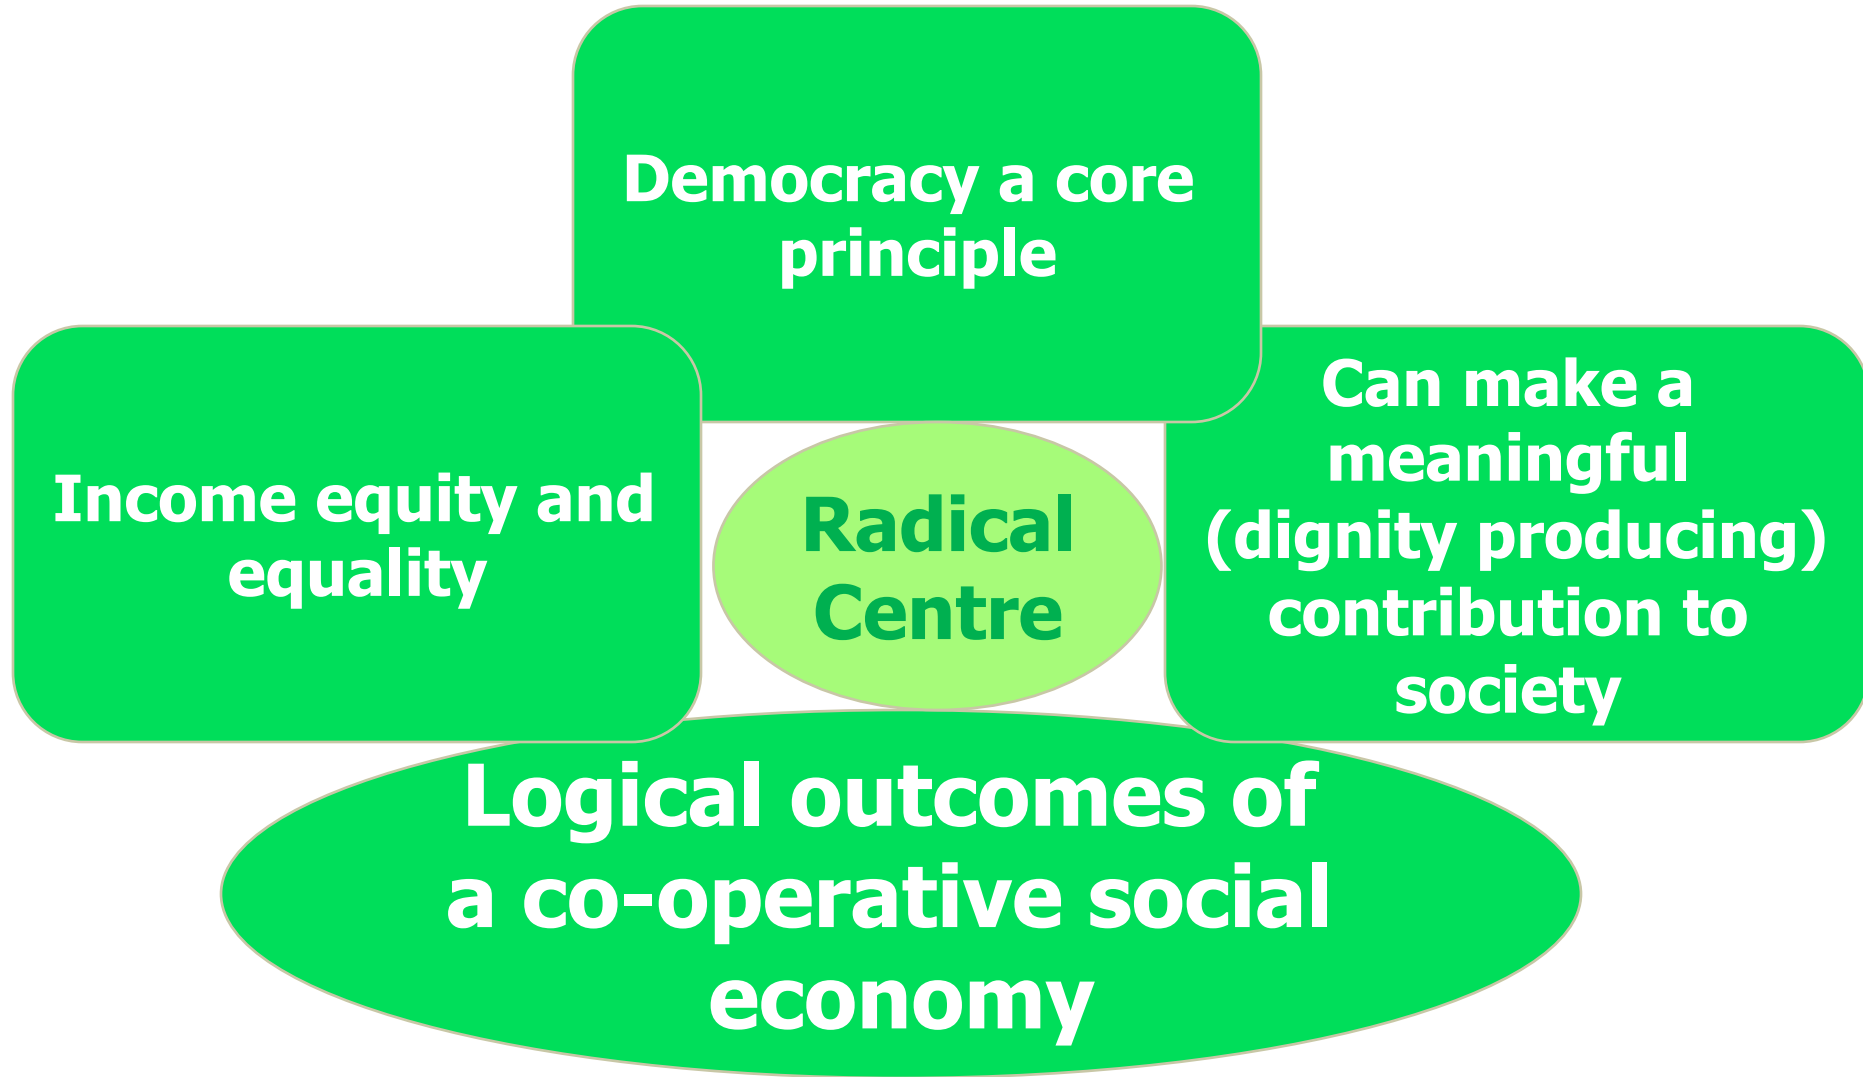 Democracy a core
principle
Income equity and
equality
Radical
Centre
Can make a
meaningful
(dignity producing)
contribution to
society
Logical outcomes of
a co-operative social
economy